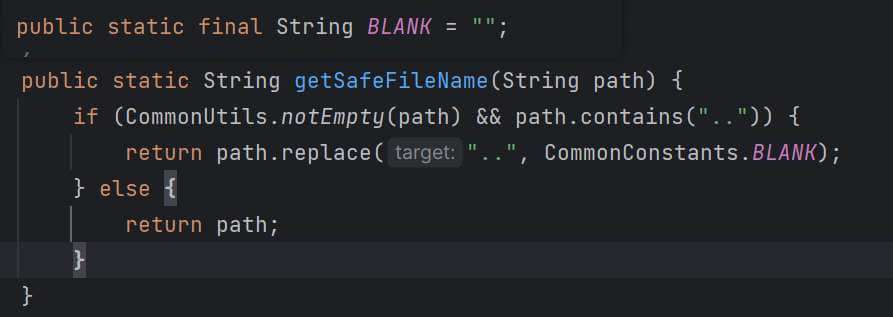 public static final String BLANK = "";
public static String getSafeFileName(String path) {
if (CommonUtils.notEmpty(path) && path.contains("..")) {
return path.replace( target: "..", CommonConstants.BLANK);
} else {
return path;
}
}